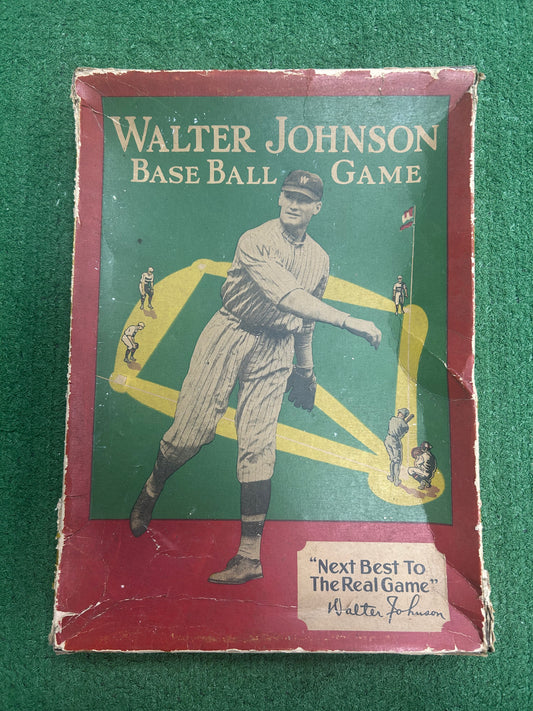 WALTER JOHNSON
BASE BALL GAME
W
W
"NEXT BEST TO
THE REAL GAME"
Walter Johnson